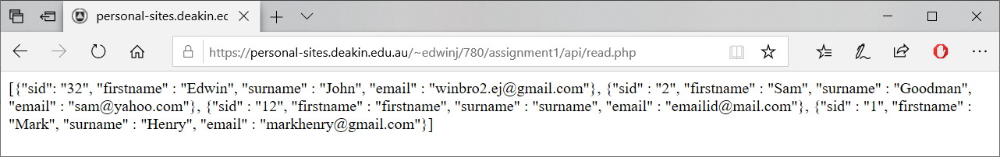 personal-sites.deakin.ec
https://personal-sites.deakin.edu.au/~edwinj/780/assignment1/api/read.php
[{"sid": "32", "firstname" : "Edwin", "surname" : "John", "email" : "winbro2.ej@gmail.com"}, {"sid" : "2", "firstname" : "Sam", "surname" : "Goodman",
"email" : "sam@yahoo.com"}, {"sid" : "12", "firstname" : "firstname", "surname" : "surname", "email" : "emailid@mail.com"}, {"sid" : "1", "firstname" :
"Mark", "surname" : "Henry", "email" : "markhenry@gmail.com"}]